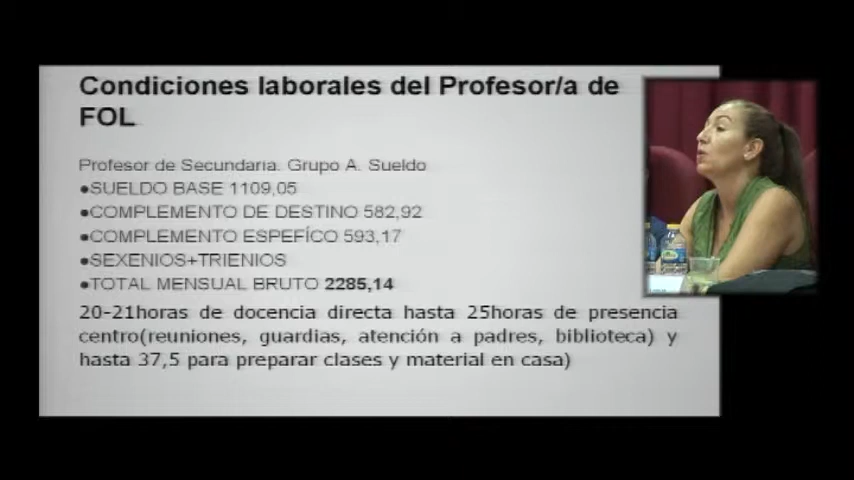 Condiciones laborales del Profesor/a de
FOL
Profesor de Secundaria. Grupo A. Sueldo
●SUELDO BASE 1109,05
●COMPLEMENTO DE DESTINO 582,92
●COMPLEMENTO ESPEFÍCO 593,17
●SEXENIOS+TRIENIOS
●TOTAL MENSUAL BRUTO 2285,14
20-21horas de docencia directa hasta 25horas de presencia
centro(reuniones, guardias, atención a padres, biblioteca) y
hasta 37,5 para preparar clases y material en casa)